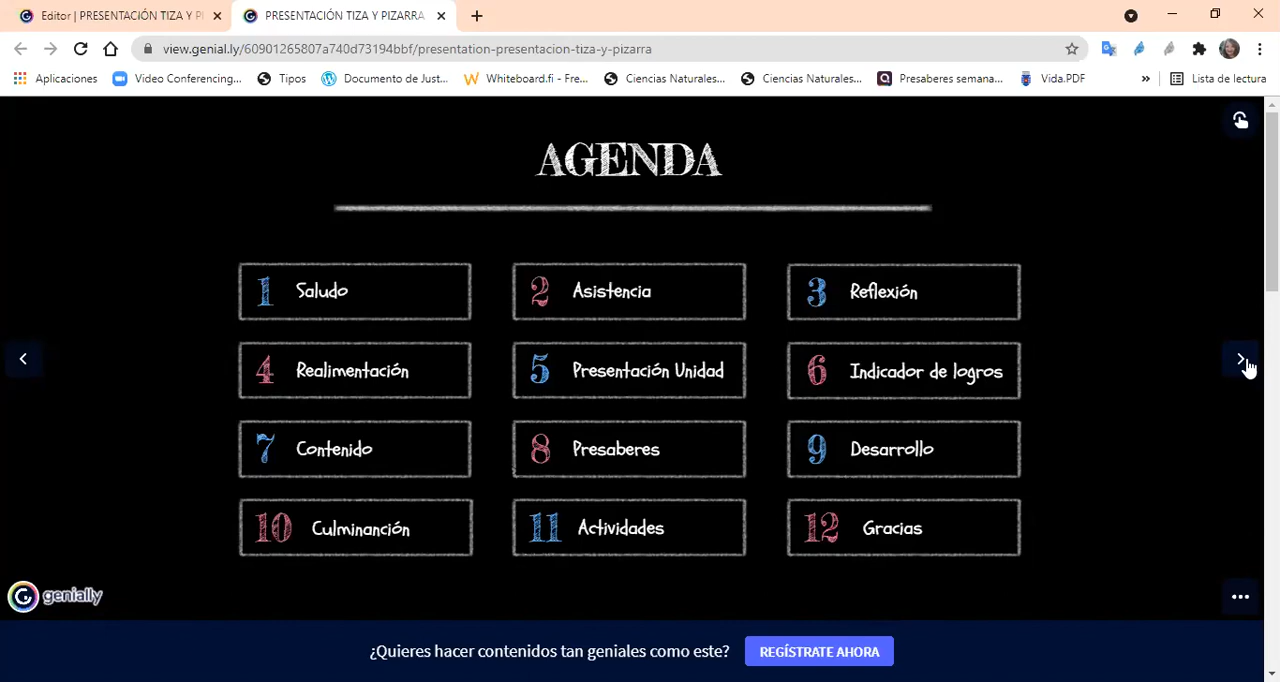 Editor | PRESENTACIÓN TIZA Y PI
PRESENTACIÓN TIZA Y PIZARRA
view.genial.ly/60901265807a740d73194bbf/presentation-presentacion-tiza-y-pizarra
Aplicaciones
Video Conferencing...
Tipos
Documento de Just...
Whiteboard.fi - Fre...
Ciencias Naturales...
Ciencias Naturales...
Presaberes semana...
Vida.PDF
»
Lista de lectura
AGENDA
1 Saludo
2 Asistencia
3 Reflexión
4 Realimentación
5 Presentación Unidad
6 Indicador de logros
7 Contenido
8 Presaberes
9 Desarrollo
10 Culminanción
11 Actividades
12 Gracias
genially
¿Quieres hacer contenidos tan geniales como este?
REGÍSTRATE AHORA